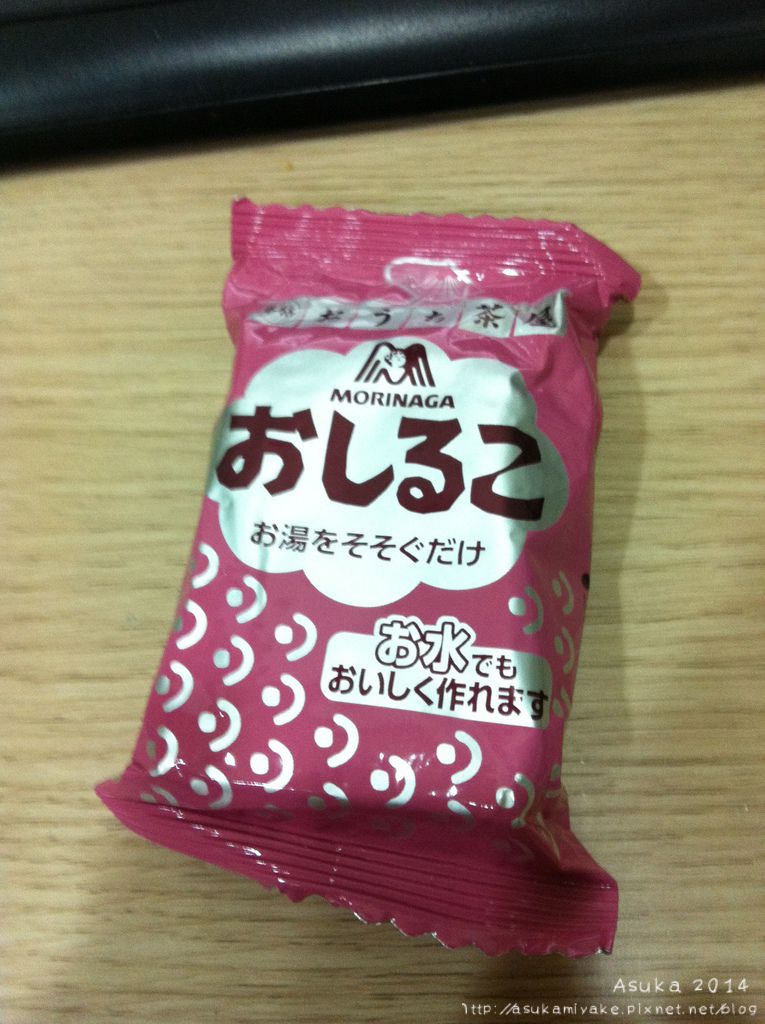 おうち茶屋
MORINAGA
おしるこ
お湯をそそぐだけ
お水でも
おいしく作れます
Asuka 2014
http://asukamiyake.pixnet.net/blog